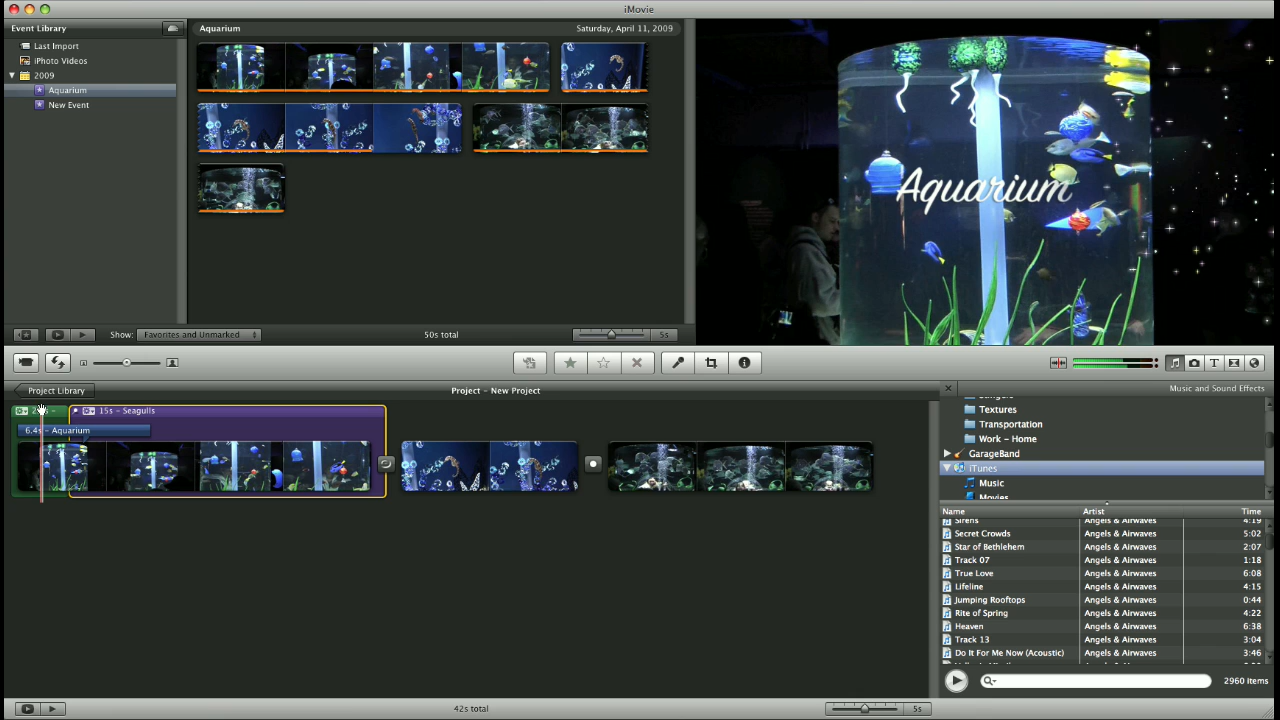 iMovie
Event Library
Aquarium
Saturday, April 11, 2009
Last Import
iPhoto Videos
2009
Aquarium
New Event
Aquarium
Show:
Favorites and Unmarked
50s total
5s
Project Library
Project - New Project
Music and Sound Effects
15s - Seagulls
6.4s - Aquarium
Textures
Transportation
Work - Home
GarageBand
iTunes
Music
Movies
Name Artist Time
Sirens Angels & Airwaves 4:19
Secret Crowds Angels & Airwaves 5:02
Star of Bethlehem Angels & Airwaves 2:07
Track 07 Angels & Airwaves 1:18
True Love Angels & Airwaves 6:08
Lifeline Angels & Airwaves 4:15
Jumping Rooftops Angels & Airwaves 0:44
Rite of Spring Angels & Airwaves 4:22
Heaven Angels & Airwaves 6:38
Track 13 Angels & Airwaves 3:04
Do It For Me Now (Acoustic) Angels & Airwaves 3:46
2960 items
42s total
5s